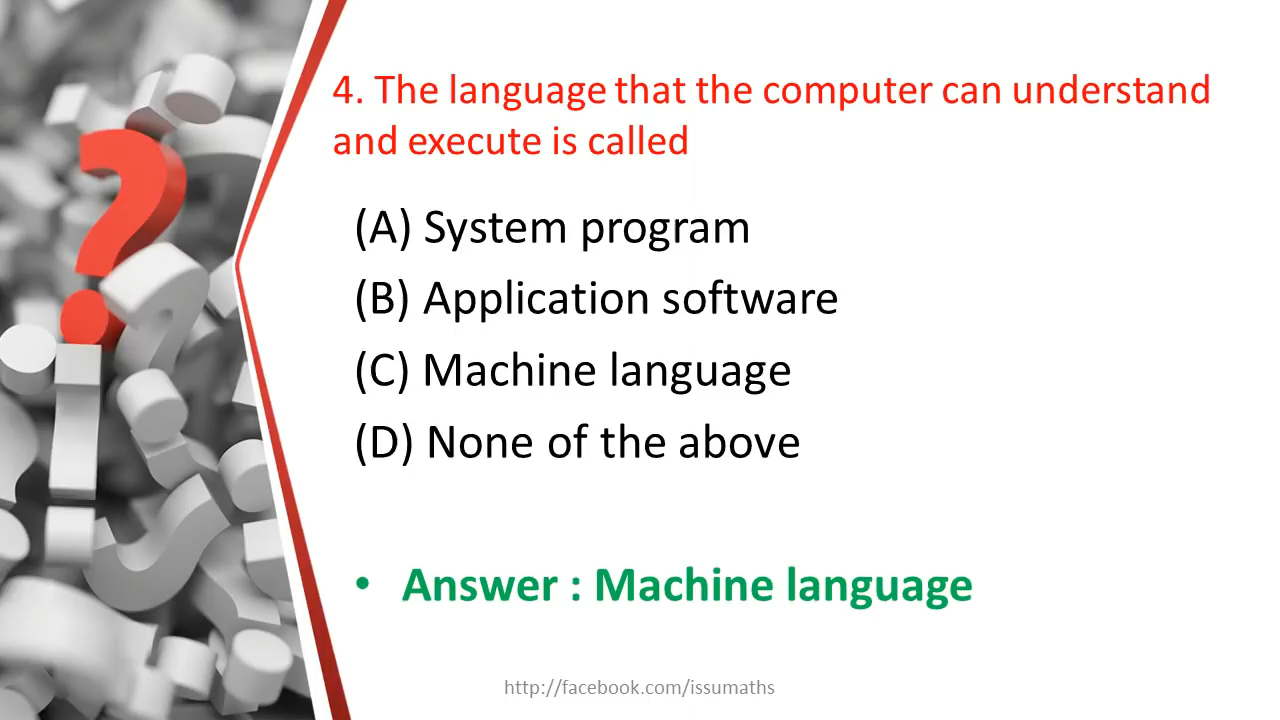 4. The language that the computer can understand
and execute is called
(A) System program
(B) Application software
(C) Machine language
(D) None of the above
• Answer : Machine language
http://facebook.com/issumaths